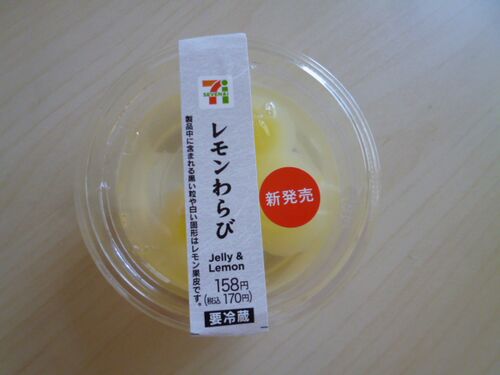 SEVEN&i
レモンわらび
製品中に含まれる黒い粒や白い固形はレモン果皮です。
新発売
Jelly &
Lemon
158円
(税込 170円)
要冷蔵